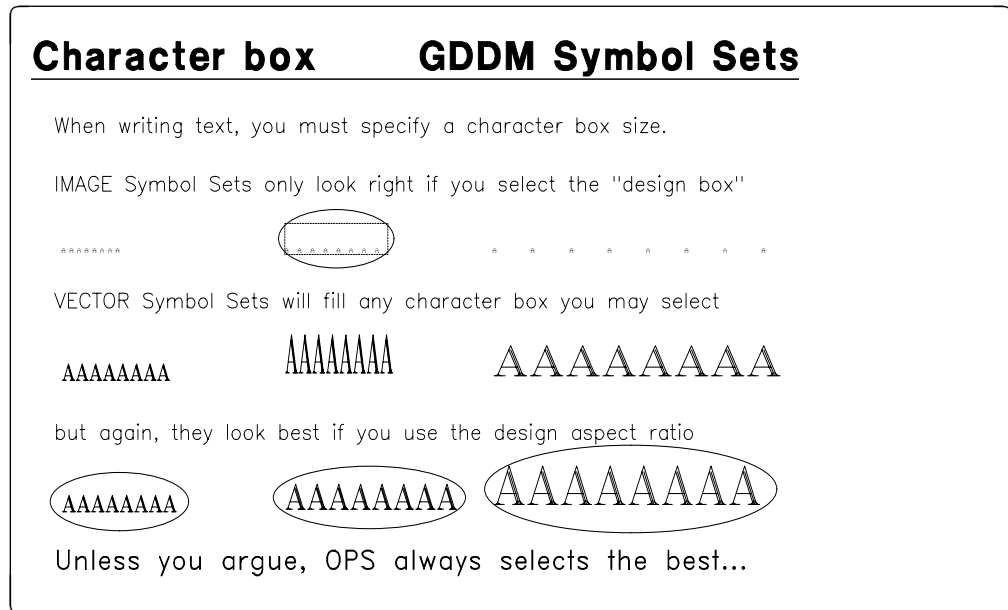 Character box GDDM Symbol Sets
When writing text, you must specify a character box size.
IMAGE Symbol Sets only look right if you select the "design box"
A A A A A A A A A A A A A A A A A A A A A A A A
VECTOR Symbol Sets will fill any character box you may select
AAAAAAAA AAAAAAAA AAAAAAAA
but again, they look best if you use the design aspect ratio
AAAAAAAA AAAAAAAA AAAAAAAA
Unless you argue, OPS always selects the best...